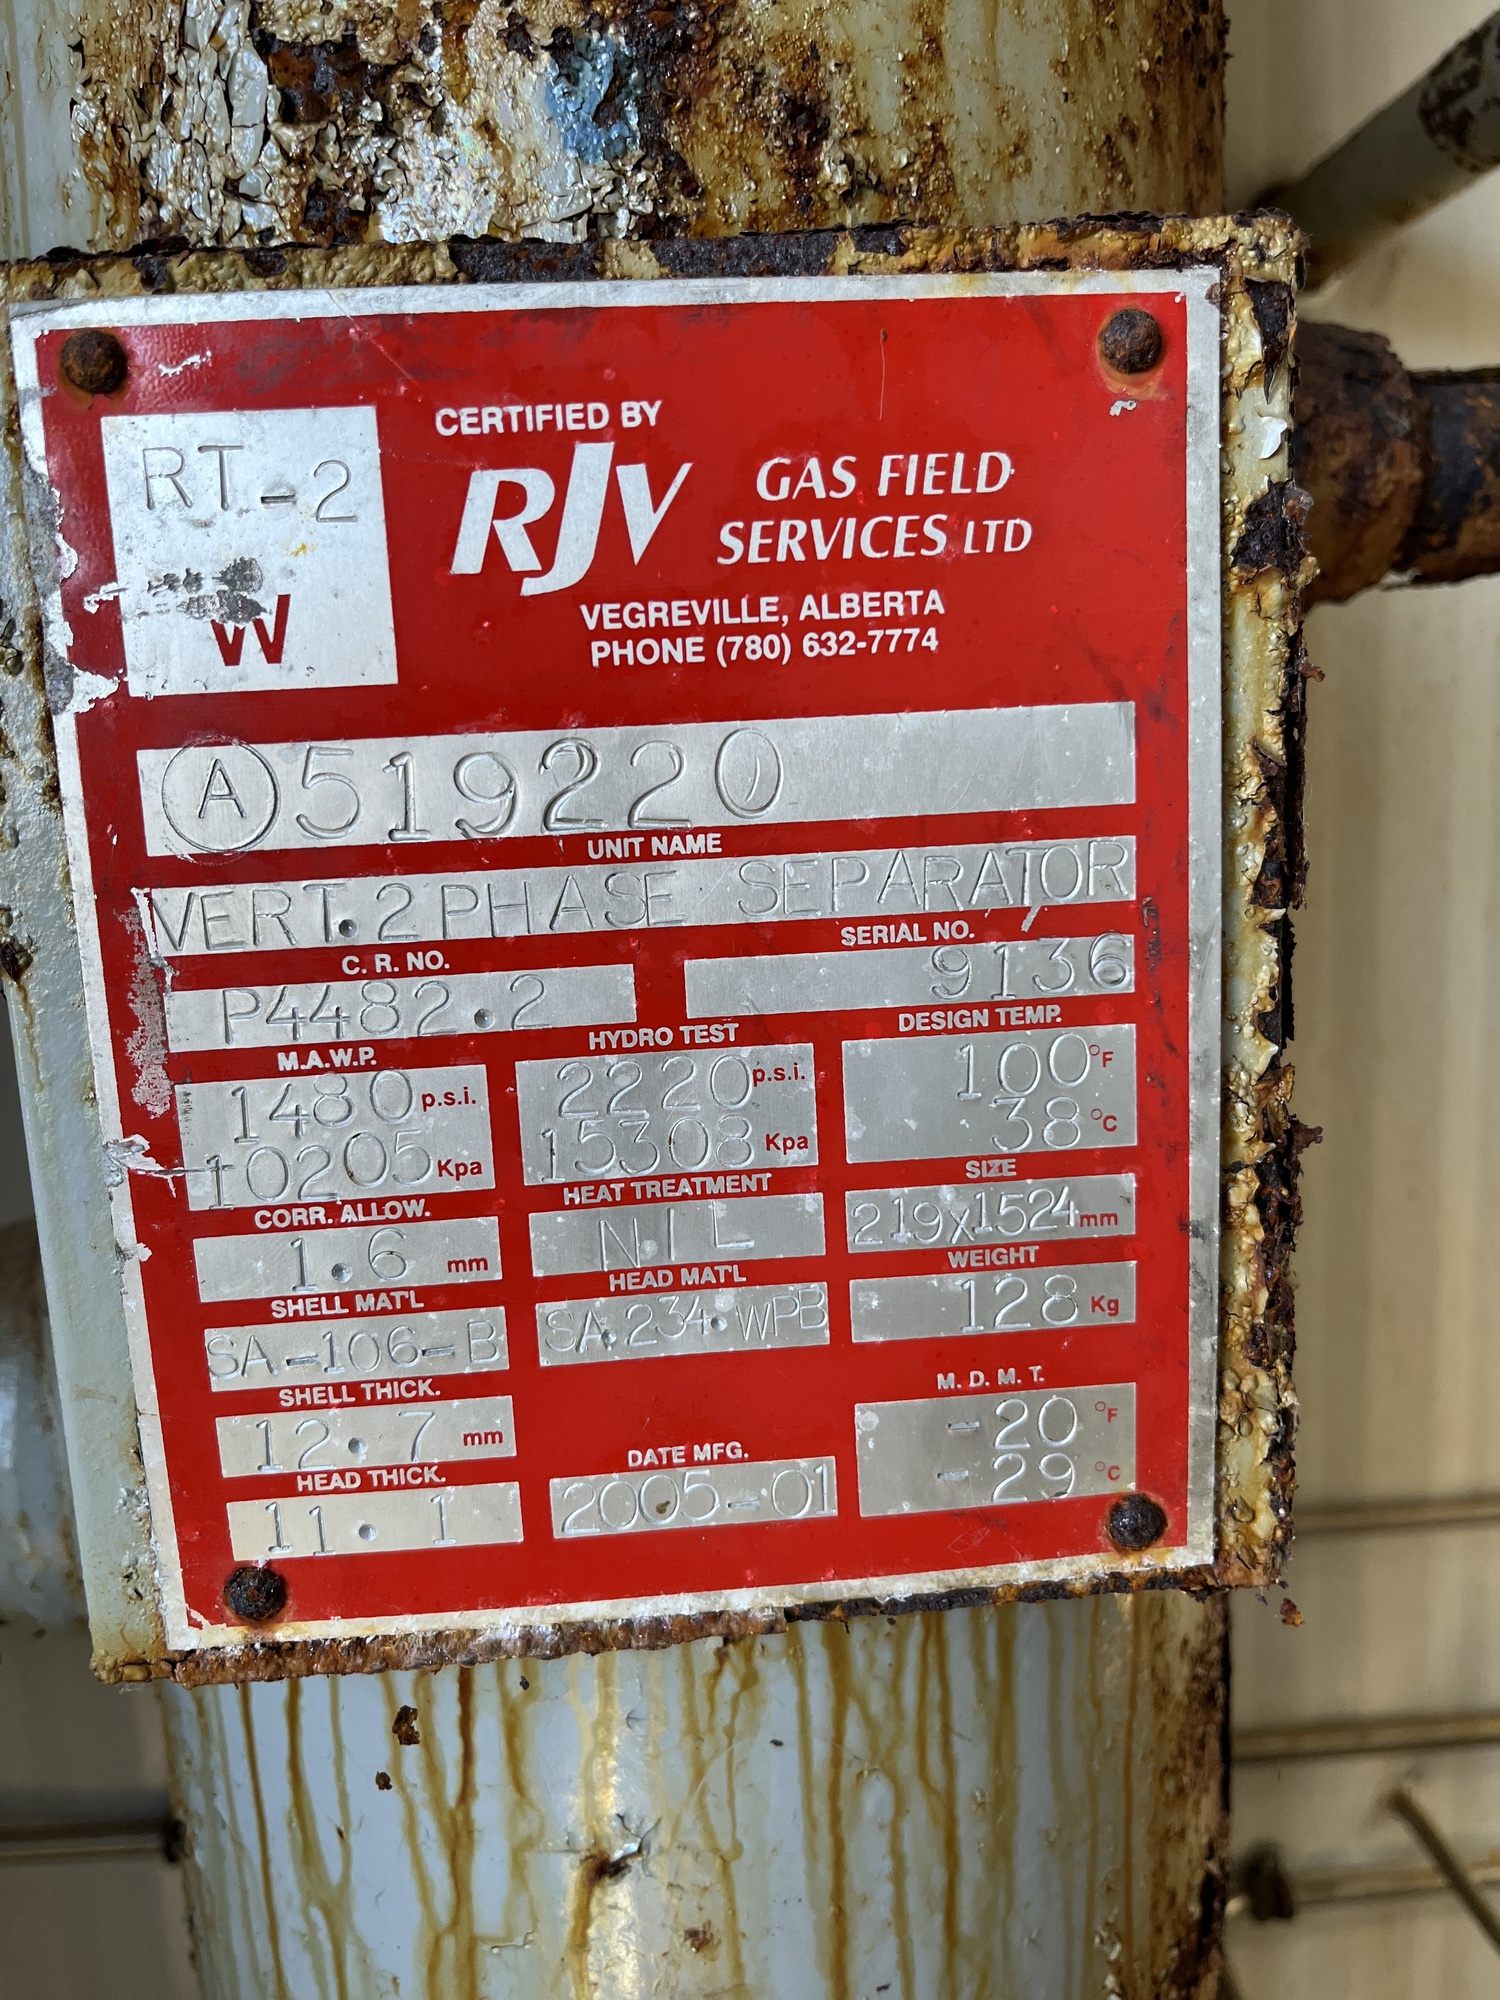 RT-2
W
CERTIFIED BY
RJV GAS FIELD
SERVICES LTD
VEGREVILLE, ALBERTA
PHONE (780) 632-7774
A 519220
UNIT NAME
VERT. 2 PHASE SEPARATOR
C. R. NO.
SERIAL NO.
P4482.2
9136
M.A.W.P.
HYDRO TEST
DESIGN TEMP.
1480 p.s.i.
2220 p.s.i.
100 °F
10205 Kpa
15308 Kpa
38 °C
CORR. ALLOW.
HEAT TREATMENT
SIZE
1.6 mm
N.I L
219x1524 mm
SHELL MAT'L
HEAD MAT'L
WEIGHT
SA-106-B
SA.234.WPB
128 Kg
SHELL THICK.
M. D. M. T.
12.7 mm
-20 °F
HEAD THICK.
DATE MFG.
-29 °C
11.1
2005-01